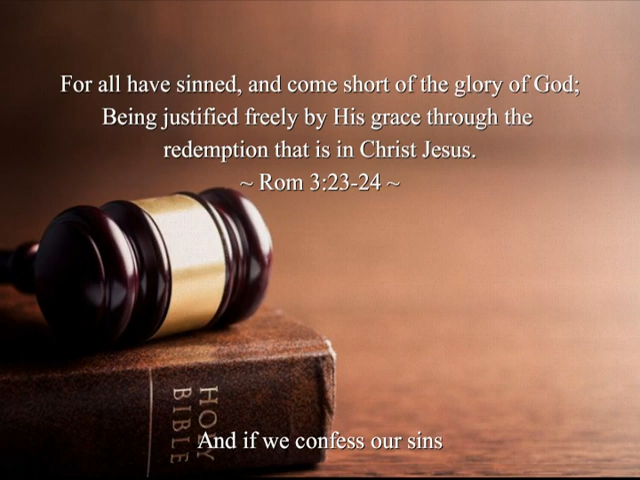 For all have sinned, and come short of the glory of God;
Being justified freely by His grace through the
redemption that is in Christ Jesus.
~ Rom 3:23-24 ~
HOLY
BIBLE
And if we confess our sins